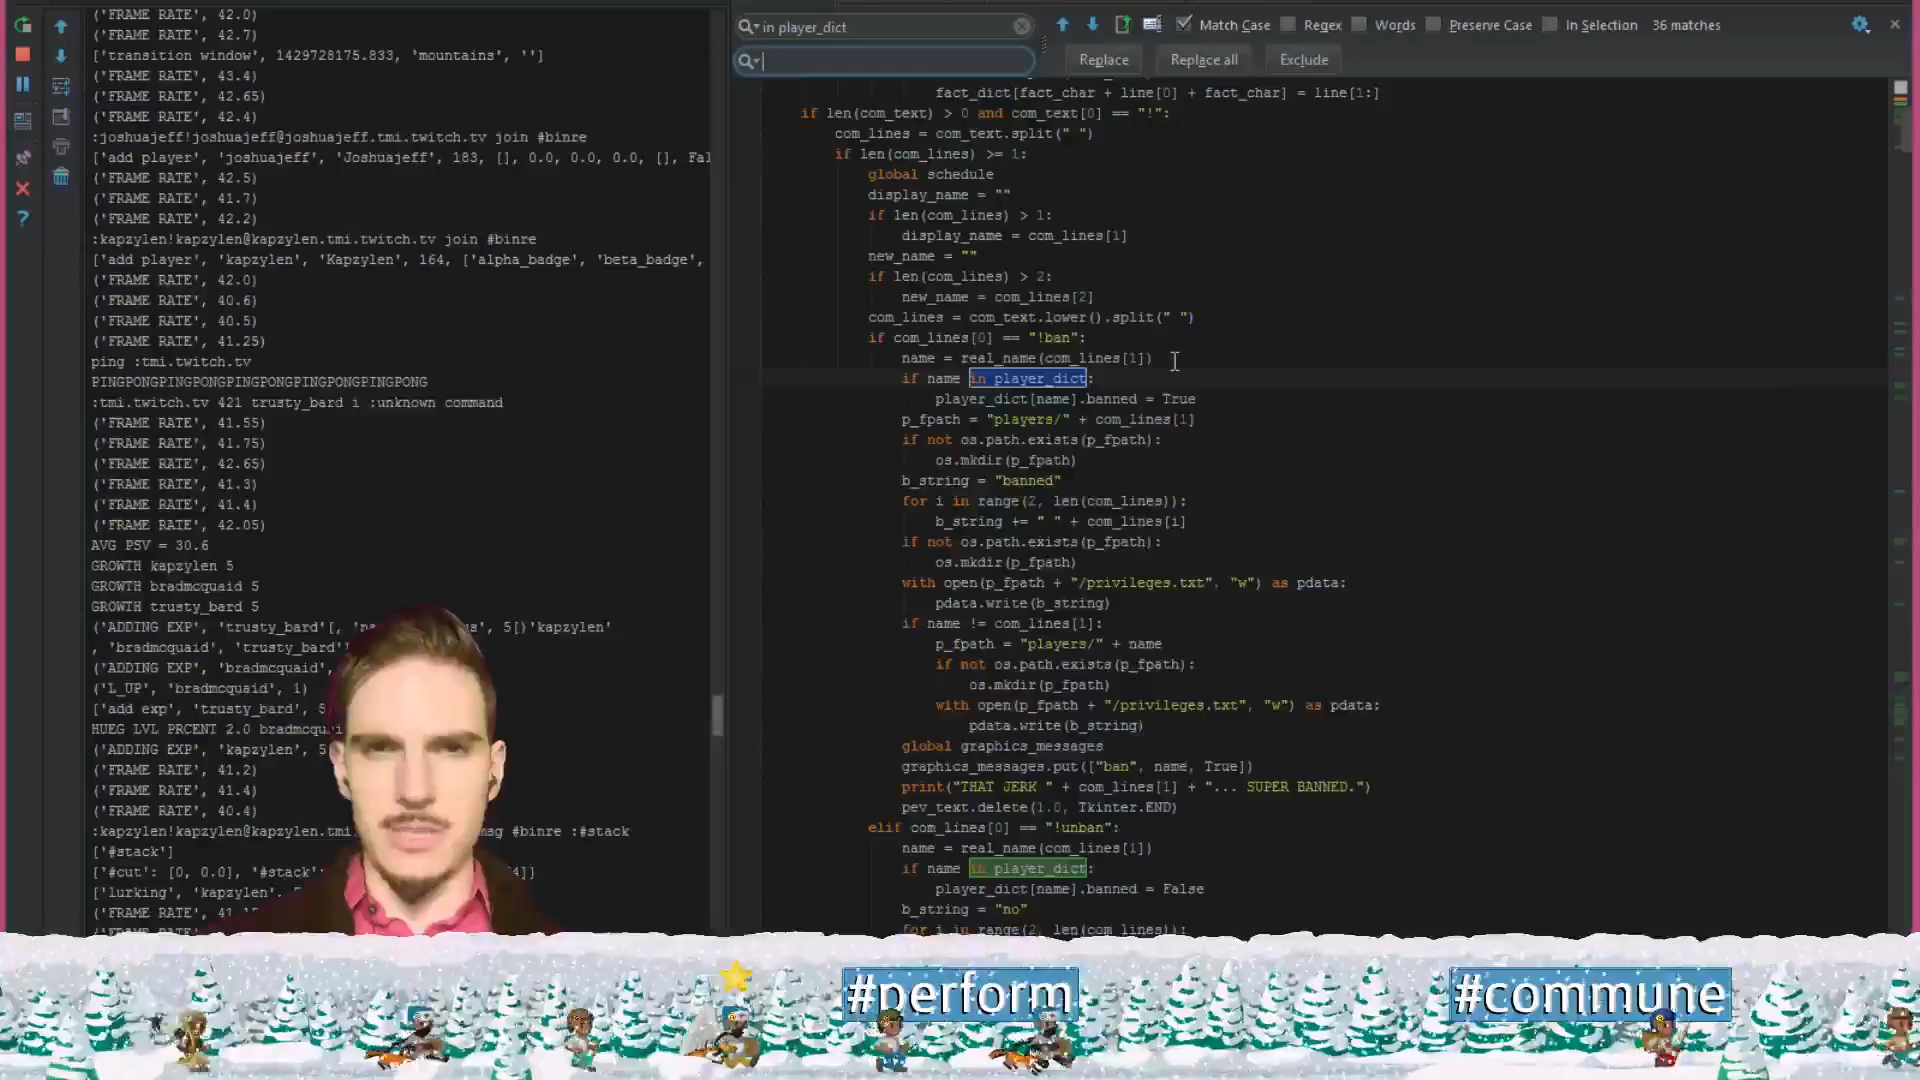 ('FRAME RATE', 42.0)
('FRAME RATE', 42.7)
['transition window', 1429728175.833, 'mountains', '']
('FRAME RATE', 43.4)
('FRAME RATE', 42.65)
('FRAME RATE', 42.4)
:joshuajeff!joshuajeff@joshuajeff.tmi.twitch.tv join #binre
['add player', 'joshuajeff', 'Joshuajeff', 183, [], 0.0, 0.0, 0.0, [], Fal
('FRAME RATE', 42.5)
('FRAME RATE', 41.7)
('FRAME RATE', 42.2)
:kapzylen!kapzylen@kapzylen.tmi.twitch.tv join #binre
['add player', 'kapzylen', 'Kapzylen', 164, ['alpha_badge', 'beta_badge',
('FRAME RATE', 42.0)
('FRAME RATE', 40.6)
('FRAME RATE', 40.5)
('FRAME RATE', 41.25)
ping :tmi.twitch.tv
PINGPONGPINGPONGPINGPONGPINGPONGPINGPONG
:tmi.twitch.tv 421 trusty_bard i :unknown command
('FRAME RATE', 41.55)
('FRAME RATE', 41.75)
('FRAME RATE', 42.65)
('FRAME RATE', 41.3)
('FRAME RATE', 41.4)
('FRAME RATE', 42.05)
AVG PSV = 30.6
GROWTH kapzylen 5
GROWTH bradmcquaid 5
GROWTH trusty_bard 5
('ADDING EXP', 'trusty_bard'[, 5[)'kapzylen'
, 'bradmcquaid', 'trusty_bard'
('ADDING EXP', 'bradmcquaid',
('L_UP', 'bradmcquaid', 1)
['add exp', 'trusty_bard', 5
HUEG LVL PRCENT 2.0 bradmcquai
('ADDING EXP', 'kapzylen', 5
('FRAME RATE', 41.2)
('FRAME RATE', 41.4)
('FRAME RATE', 40.4)
:kapzylen!kapzylen@kapzylen.tmi #binre :#stack
['#stack']
['#cut': [0, 0.0], '#stack': 4]}
['lurking', 'kapzylen',
('FRAME RATE',
in player_dict
Match Case Regex Words Preserve Case In Selection 36 matches
Replace Replace all Exclude
fact_dict[fact_char + line[0] + fact_char] = line[1:]
if len(com_text) > 0 and com_text[0] == "!":
com_lines = com_text.split(" ")
if len(com_lines) >= 1:
global schedule
display_name = ""
if len(com_lines) > 1:
display_name = com_lines[1]
new_name = ""
if len(com_lines) > 2:
new_name = com_lines[2]
com_lines = com_text.lower().split(" ")
if com_lines[0] == "!ban":
name = real_name(com_lines[1])
if name in player_dict:
player_dict[name].banned = True
p_fpath = "players/" + com_lines[1]
if not os.path.exists(p_fpath):
os.mkdir(p_fpath)
b_string = "banned"
for i in range(2, len(com_lines)):
b_string += " " + com_lines[i]
if not os.path.exists(p_fpath):
os.mkdir(p_fpath)
with open(p_fpath + "/privileges.txt", "w") as pdata:
pdata.write(b_string)
if name != com_lines[1]:
p_fpath = "players/" + name
if not os.path.exists(p_fpath):
os.mkdir(p_fpath)
with open(p_fpath + "/privileges.txt", "w") as pdata:
pdata.write(b_string)
global graphics_messages
graphics_messages.put(["ban", name, True])
print("THAT JERK " + com_lines[1] + "... SUPER BANNED.")
pev_text.delete(1.0, Tkinter.END)
elif com_lines[0] == "!unban":
name = real_name(com_lines[1])
if name in player_dict:
player_dict[name].banned = False
b_string = "no"
for i in range(2, len(com_lines)):
#perform
#commune